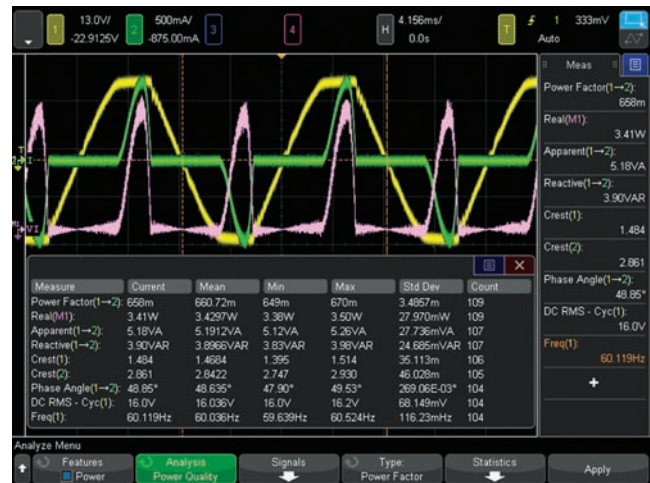 1 13.0V/ 2 500mA/ 3 4 H 4.156ms/ T 1 333mV
-22.9125V -875.00mA 0.0s Auto
Meas
Power Factor(1→2):
658m
Real(M1):
3.41W
Apparent(1→2):
5.18VA
Reactive(1→2):
3.90VAR
Crest(1):
1.484
Crest(2):
2.861
Phase Angle(1→2):
48.85°
DC RMS - Cyc(1):
16.0V
Freq(1):
60.119Hz
Measure Current Mean Min Max Std Dev Count
Power Factor(1→2): 658m 660.72m 649m 670m 3.4857m 109
Real(M1): 3.41W 3.4297W 3.38W 3.50W 27.970mW 109
Apparent(1→2): 5.18VA 5.1912VA 5.12VA 5.26VA 27.736mVA 107
Reactive(1→2): 3.90VAR 3.8966VAR 3.83VAR 3.98VAR 24.685mVAR 107
Crest(1): 1.484 1.4684 1.395 1.514 35.113m 106
Crest(2): 2.861 2.8422 2.747 2.930 46.028m 105
Phase Angle(1→2): 48.85° 48.635° 47.90° 49.53° 269.06E-03° 104
DC RMS - Cyc(1): 16.0V 16.036V 16.0V 16.2V 68.149mV 104
Freq(1): 60.119Hz 60.036Hz 59.639Hz 60.524Hz 116.23mHz 104
Analyze Menu
Features Analysis Signals Type: Statistics Apply
Power Power Quality Power Factor